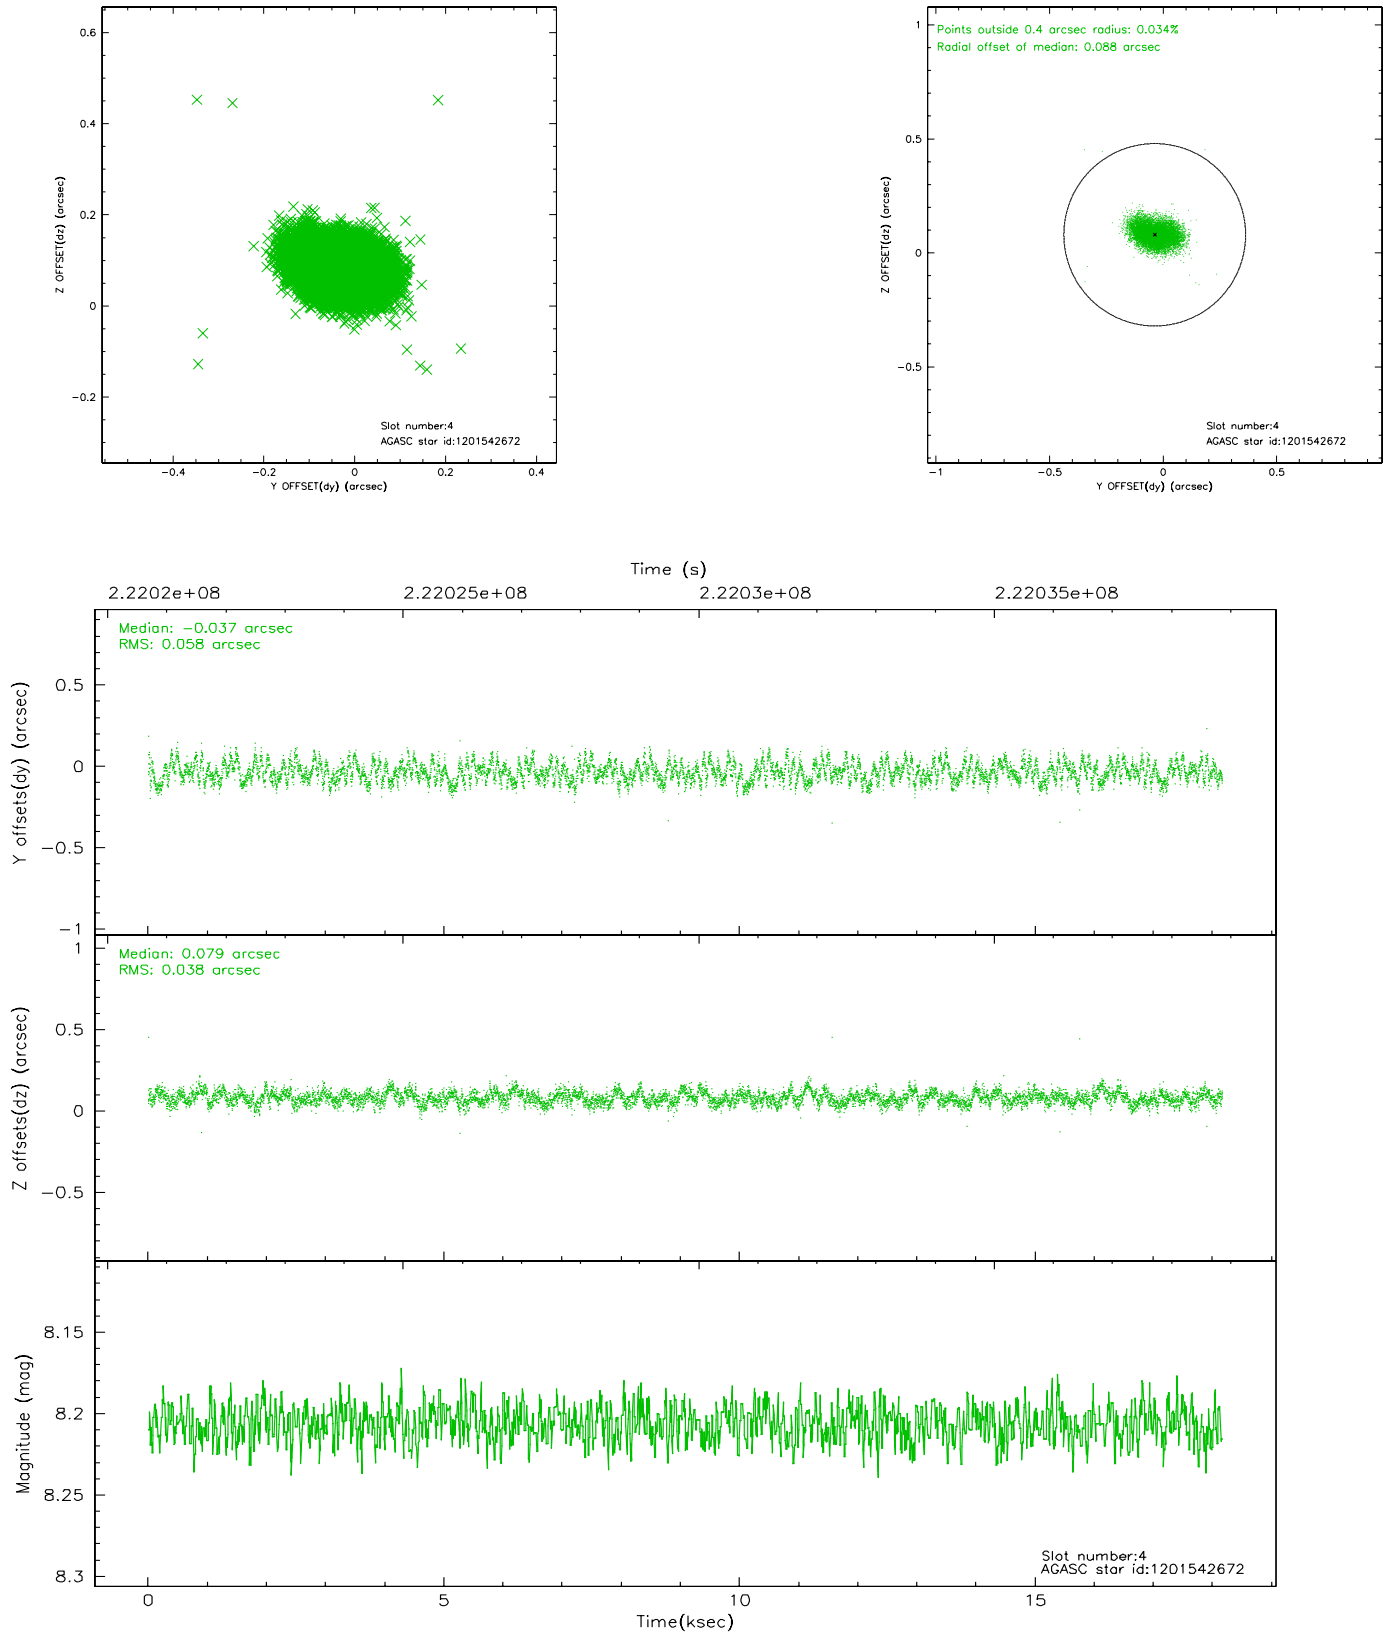 0.6
0.4
0.2
0
-0.2
Z OFFSET(dz) (arcsec)
Slot number:4
AGASC star id:1201542672
-0.4
-0.2
0
0.2
0.4
Y OFFSET(dy) (arcsec)
Points outside 0.4 arcsec radius: 0.034%
Radial offset of median: 0.088 arcsec
1
0.5
0
-0.5
Z OFFSET(dz) (arcsec)
Slot number:4
AGASC star id:1201542672
-1
-0.5
0
0.5
Y OFFSET(dy) (arcsec)
Time (s)
2.2202e+08
2.22025e+08
2.2203e+08
2.22035e+08
Median: -0.037 arcsec
RMS: 0.058 arcsec
0.5
0
-0.5
-1
Y offsets(dy) (arcsec)
Median: 0.079 arcsec
RMS: 0.038 arcsec
1
0.5
0
-0.5
Z offsets(dz) (arcsec)
8.15
8.2
8.25
8.3
Magnitude (mag)
Slot number:4
AGASC star id:1201542672
0
5
10
15
Time(ksec)